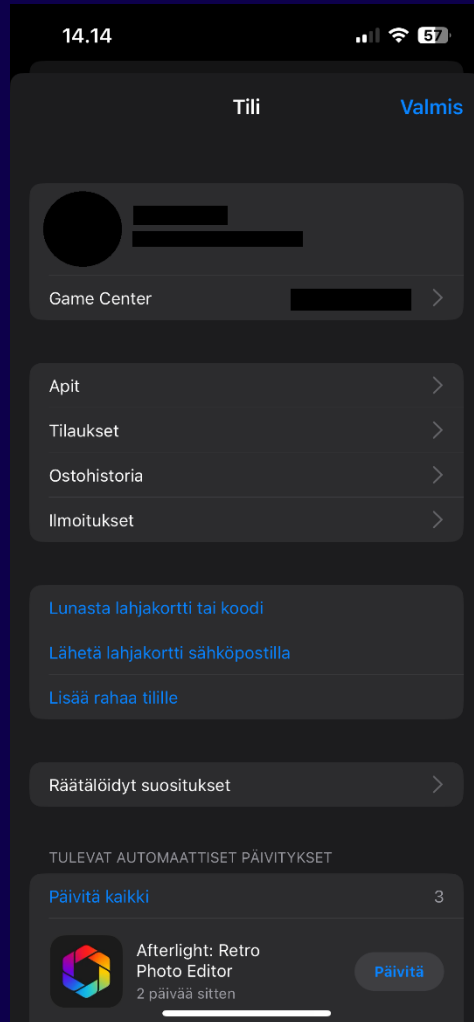 14.14
57
Tili
Valmis
Game Center
Apit
Tilaukset
Ostohistoria
Ilmoitukset
Lunasta lahjakortti tai koodi
Lähetä lahjakortti sähköpostilla
Lisää rahaa tilille
Räätälöidyt suositukset
TULEVAT AUTOMAATTISET PÄIVITYKSET
Päivitä kaikki
3
Afterlight: Retro
Photo Editor
2 päivää sitten
Päivitä